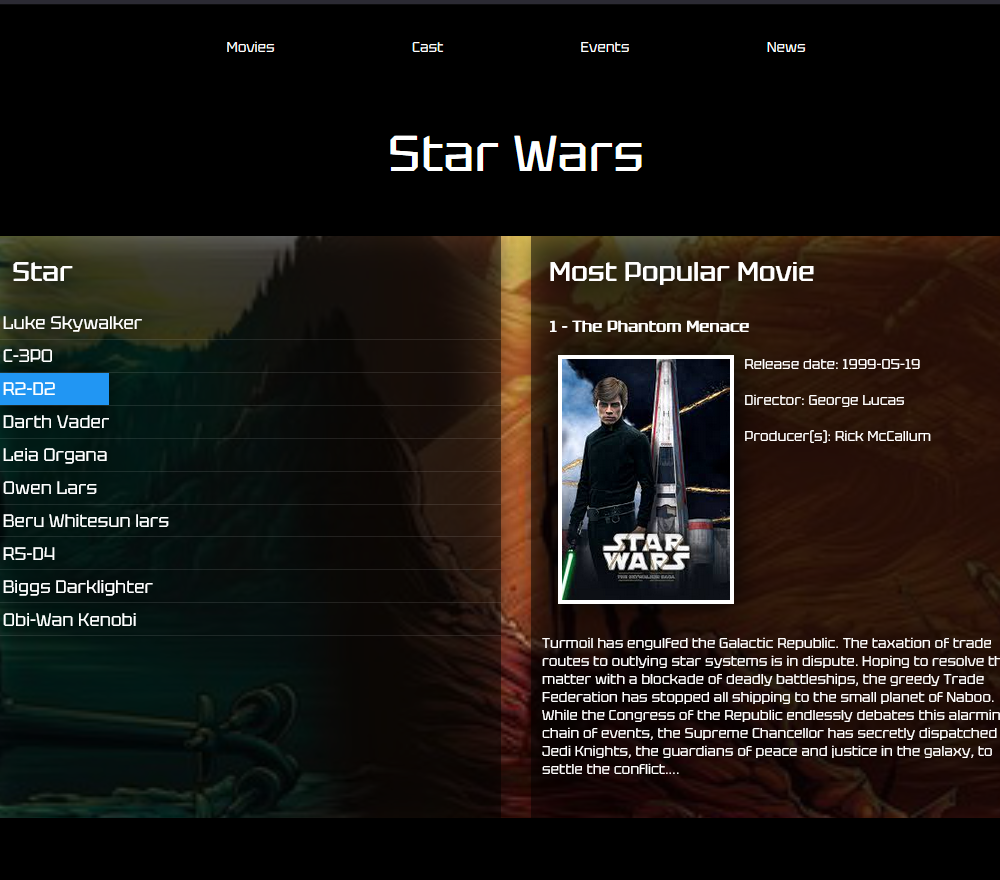 Movies Cast Events News
Star Wars
Star
Luke Skywalker
C-3PO
R2-D2
Darth Vader
Leia Organa
Owen Lars
Beru Whitesun lars
R5-D4
Biggs Darklighter
Obi-Wan Kenobi
Most Popular Movie
1 - The Phantom Menace
STAR
WARS
THE SKYWALKER SAGA
Release date: 1999-05-19
Director: George Lucas
Producer(s): Rick McCallum
Turmoil has engulfed the Galactic Republic. The taxation of trade
routes to outlying star systems is in dispute. Hoping to resolve th
matter with a blockade of deadly battleships, the greedy Trade
Federation has stopped all shipping to the small planet of Naboo.
While the Congress of the Republic endlessly debates this alarmin
chain of events, the Supreme Chancellor has secretly dispatched
Jedi Knights, the guardians of peace and justice in the galaxy, to
settle the conflict....